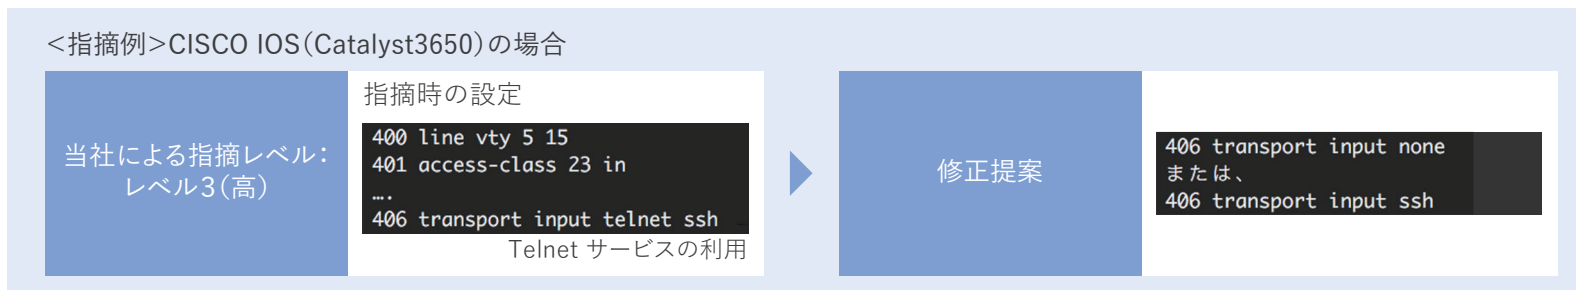 <指摘例>CISCO IOS(Catalyst3650)の場合
当社による指摘レベル:
レベル3(高)
指摘時の設定
400 line vty 5 15
401 access-class 23 in
….
406 transport input telnet ssh
Telnet サービスの利用
修正提案
406 transport input none
または、
406 transport input ssh